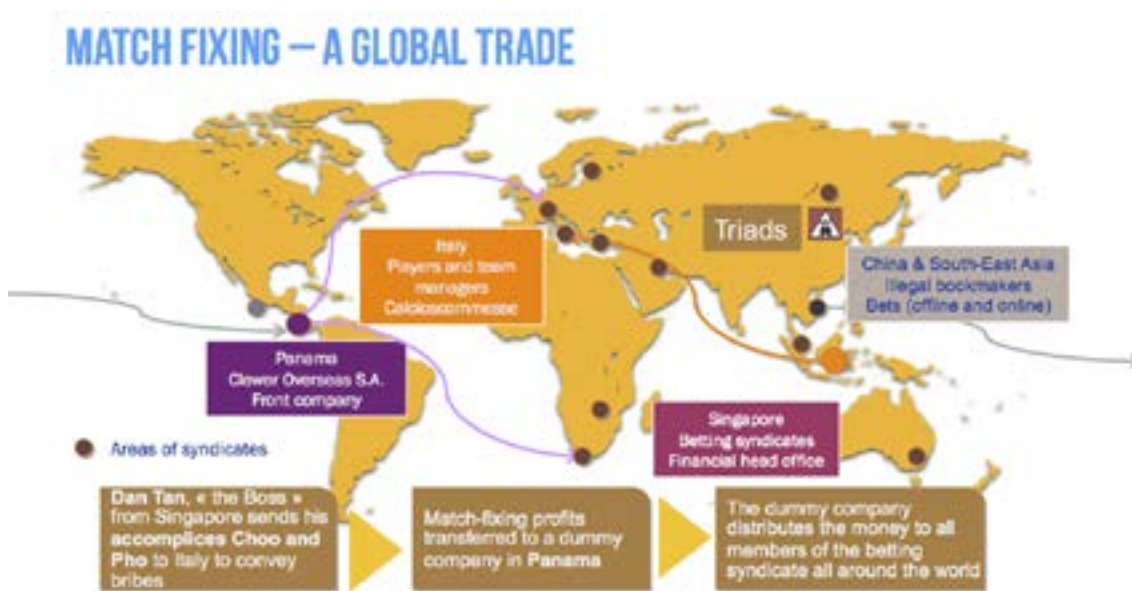 MATCH FIXING – A GLOBAL TRADE
Triads
Italy
Players and team
managers
Calcioscommesse
China & South-East Asia
Illegal bookmakers
Bets (offline and online)
Panama
Clewer Overseas S.A.
Front company
Singapore
Betting syndicates
Financial head office
Areas of syndicates
Dan Tan, « the Boss »
from Singapore sends his
accomplices Choo and
Pho to Italy to convey
bribes
Match-fixing profits
transferred to a dummy
company in Panama
The dummy company
distributes the money to all
members of the betting
syndicate all around the world